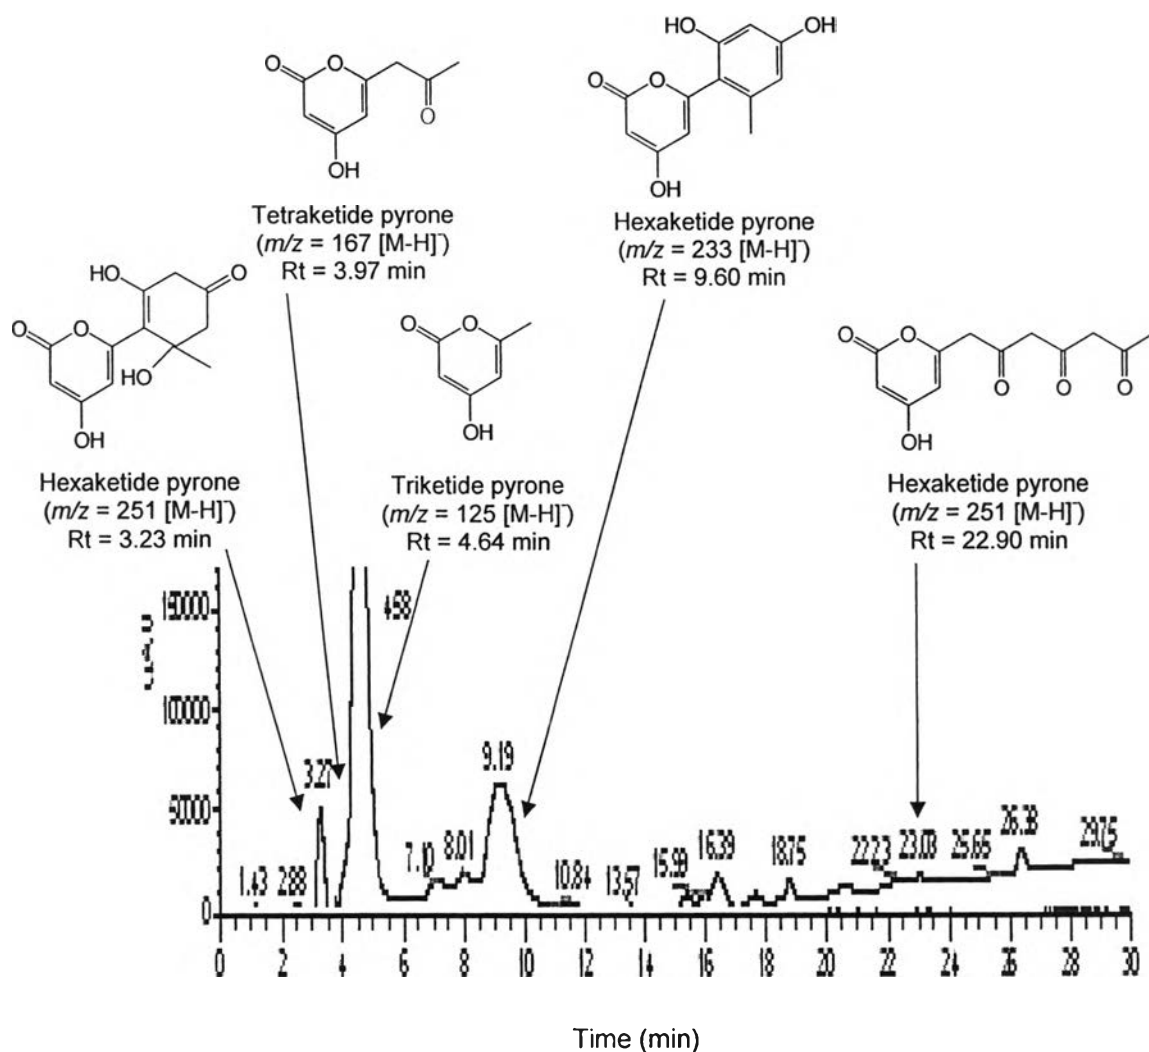 HO
OH
O
O
O
O
O
O
OH
OH
Tetraketide pyrone
(m/z = 167 [M-H]⁻)
Rt = 3.97 min
Hexaketide pyrone
(m/z = 233 [M-H]⁻)
Rt = 9.60 min
HO
O
O
O
HO
OH
O
O
OH
O
O
O
O
O
OH
Hexaketide pyrone
(m/z = 251 [M-H]⁻)
Rt = 3.23 min
Triketide pyrone
(m/z = 125 [M-H]⁻)
Rt = 4.64 min
Hexaketide pyrone
(m/z = 251 [M-H]⁻)
Rt = 22.90 min
150000
100000
50000
0
1.43
2.88
3.27
4.58
7.10
8.01
9.19
10.84
13.57
15.99
16.39
18.75
22.23
23.03
25.65
26.38
29.75
0 2 4 6 8 10 12 14 16 18 20 22 24 26 28 30
Time (min)